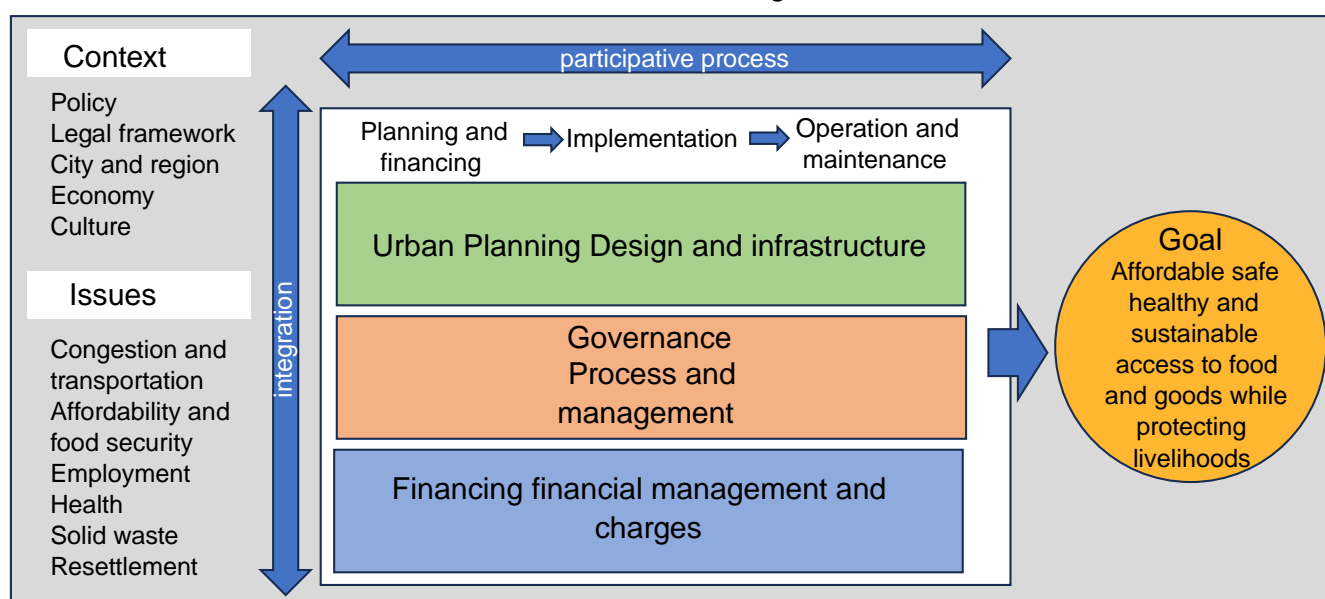 Context
Policy
Legal framework
City and region
Economy
Culture
Issues
Congestion and
transportation
Affordability and
food security
Employment
Health
Solid waste
Resettlement
participative process
integration
Planning and
financing
Implementation
Operation and
maintenance
Urban Planning Design and infrastructure
Governance
Process and
management
Financing financial management and
charges
Goal
Affordable safe
healthy and
sustainable
access to food
and goods while
protecting
livelihoods